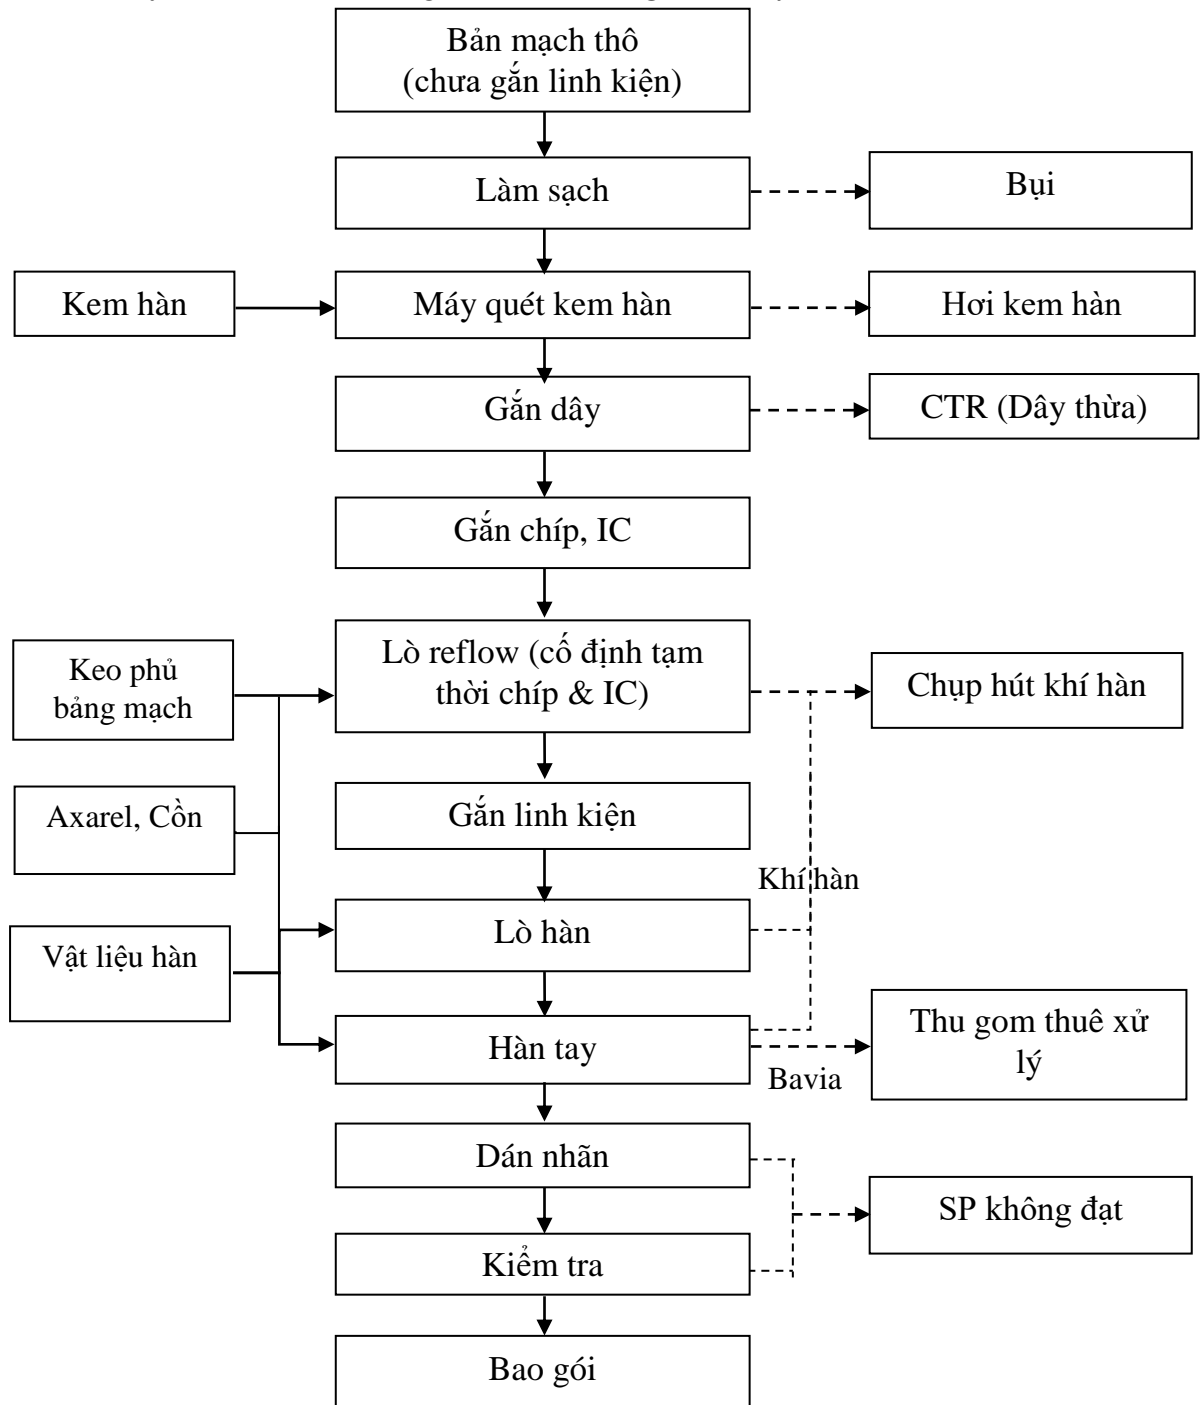 Bản mạch thô
(chưa gắn linh kiện)
Làm sạch
Bụi
Kem hàn
Máy quét kem hàn
Hơi kem hàn
Gắn dây
CTR (Dây thừa)
Gắn chíp, IC
Keo phủ
bảng mạch
Lò reflow (cố định tạm
thời chíp & IC)
Chụp hút khí hàn
Axarel, Cồn
Gắn linh kiện
Khí hàn
Vật liệu hàn
Lò hàn
Hàn tay
Bavia
Thu gom thuê xử
lý
Dán nhãn
SP không đạt
Kiểm tra
Bao gói